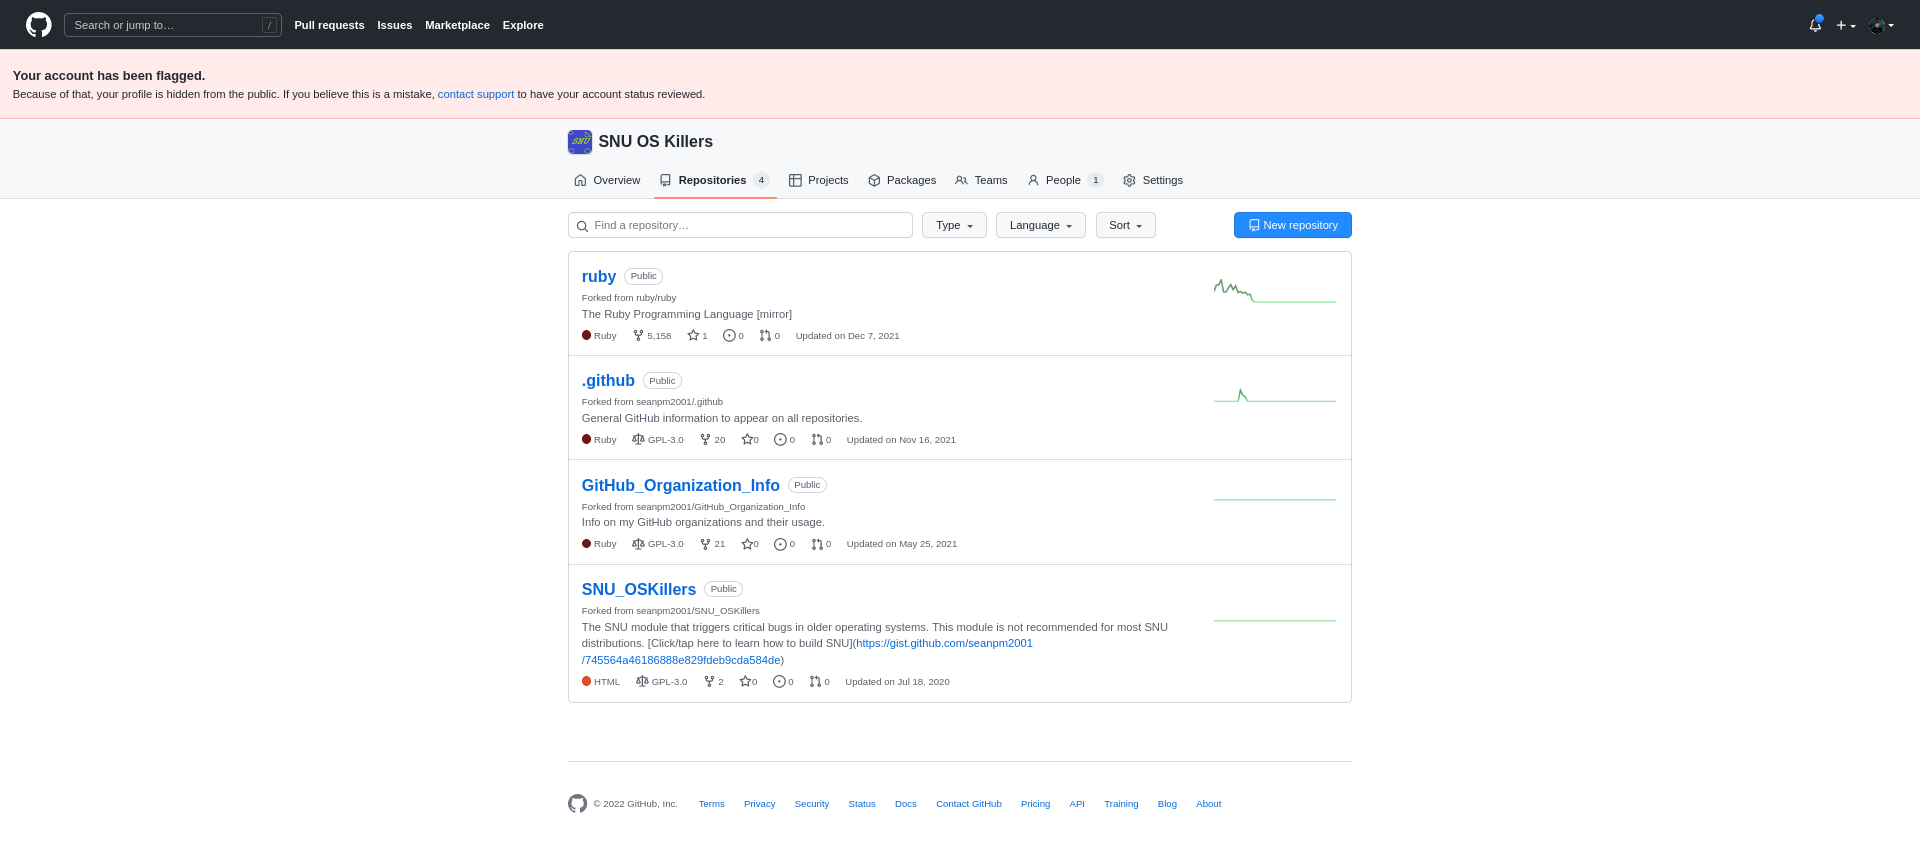 Search or jump to…
/
Pull requests
Issues
Marketplace
Explore
Your account has been flagged.
Because of that, your profile is hidden from the public. If you believe this is a mistake, contact support to have your account status reviewed.
SNU
SNU OS Killers
Overview
Repositories 4
Projects
Packages
Teams
People 1
Settings
Find a repository…
Type
Language
Sort
New repository
ruby Public
Forked from ruby/ruby
The Ruby Programming Language [mirror]
Ruby 5,158 1 0 0 Updated on Dec 7, 2021
.github Public
Forked from seanpm2001/.github
General GitHub information to appear on all repositories.
Ruby GPL-3.0 20 0 0 0 Updated on Nov 16, 2021
GitHub_Organization_Info Public
Forked from seanpm2001/GitHub_Organization_Info
Info on my GitHub organizations and their usage.
Ruby GPL-3.0 21 0 0 0 Updated on May 25, 2021
SNU_OSKillers Public
Forked from seanpm2001/SNU_OSKillers
The SNU module that triggers critical bugs in older operating systems. This module is not recommended for most SNU
distributions. [Click/tap here to learn how to build SNU](https://gist.github.com/seanpm2001
/745564a46186888e829fdeb9cda584de)
HTML GPL-3.0 2 0 0 0 Updated on Jul 18, 2020
© 2022 GitHub, Inc.
Terms
Privacy
Security
Status
Docs
Contact GitHub
Pricing
API
Training
Blog
About